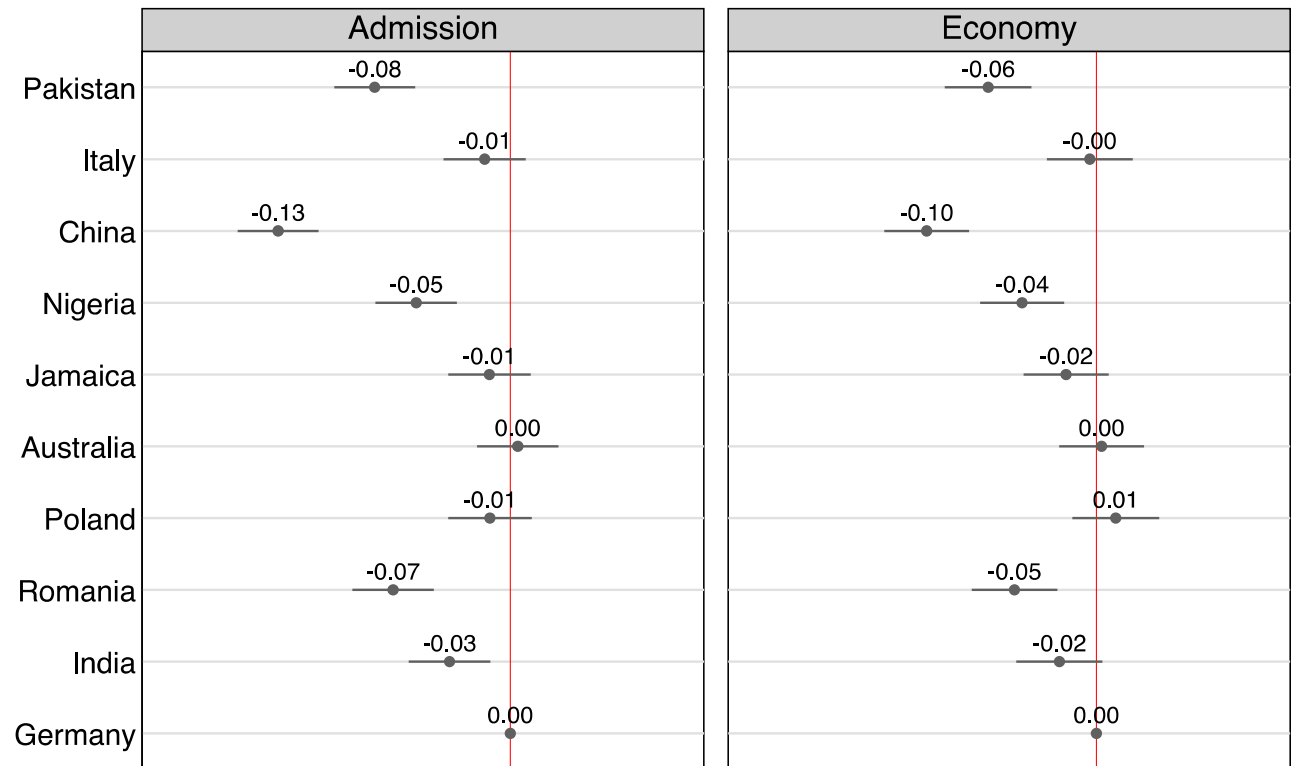 Admission Economy
Pakistan -0.08 -0.06
Italy -0.01 -0.00
China -0.13 -0.10
Nigeria -0.05 -0.04
Jamaica -0.01 -0.02
Australia 0.00 0.00
Poland -0.01 0.01
Romania -0.07 -0.05
India -0.03 -0.02
Germany 0.00 0.00